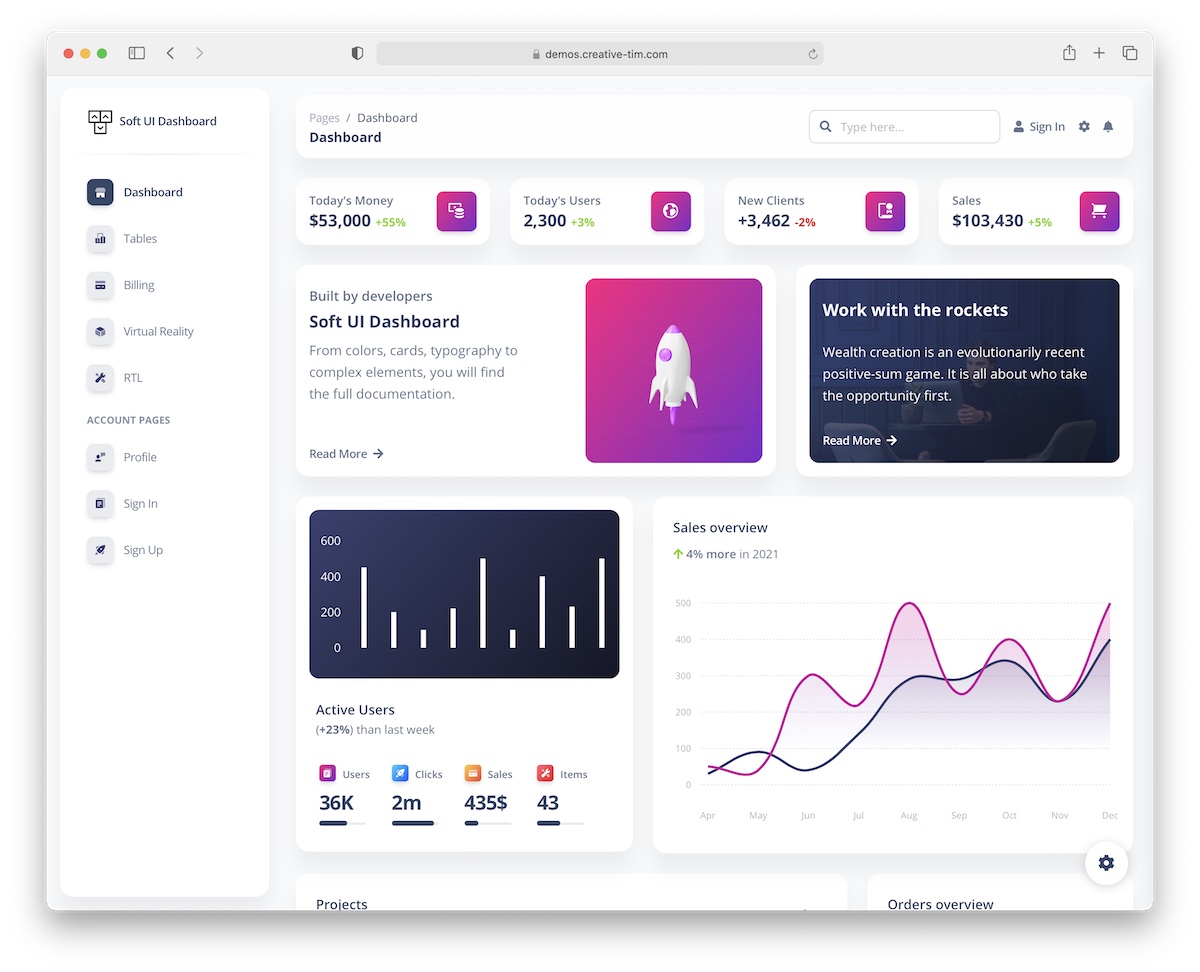 demos.creative-tim.com
Soft UI Dashboard
Dashboard
Tables
Billing
Virtual Reality
RTL
ACCOUNT PAGES
Profile
Sign In
Sign Up
Pages / Dashboard
Dashboard
Type here...
Sign In
Today's Money
$53,000 +55%
Today's Users
2,300 +3%
New Clients
+3,462 -2%
Sales
$103,430 +5%
Built by developers
Soft UI Dashboard
From colors, cards, typography to
complex elements, you will find
the full documentation.
Read More
Work with the rockets
Wealth creation is an evolutionarily recent
positive-sum game. It is all about who take
the opportunity first.
Read More
600
400
200
0
Active Users
(+23%) than last week
Users
Clicks
Sales
Items
36K
2m
435$
43
Sales overview
4% more in 2021
500
400
300
200
100
0
Apr May Jun Jul Aug Sep Oct Nov Dec
Projects
Orders overview